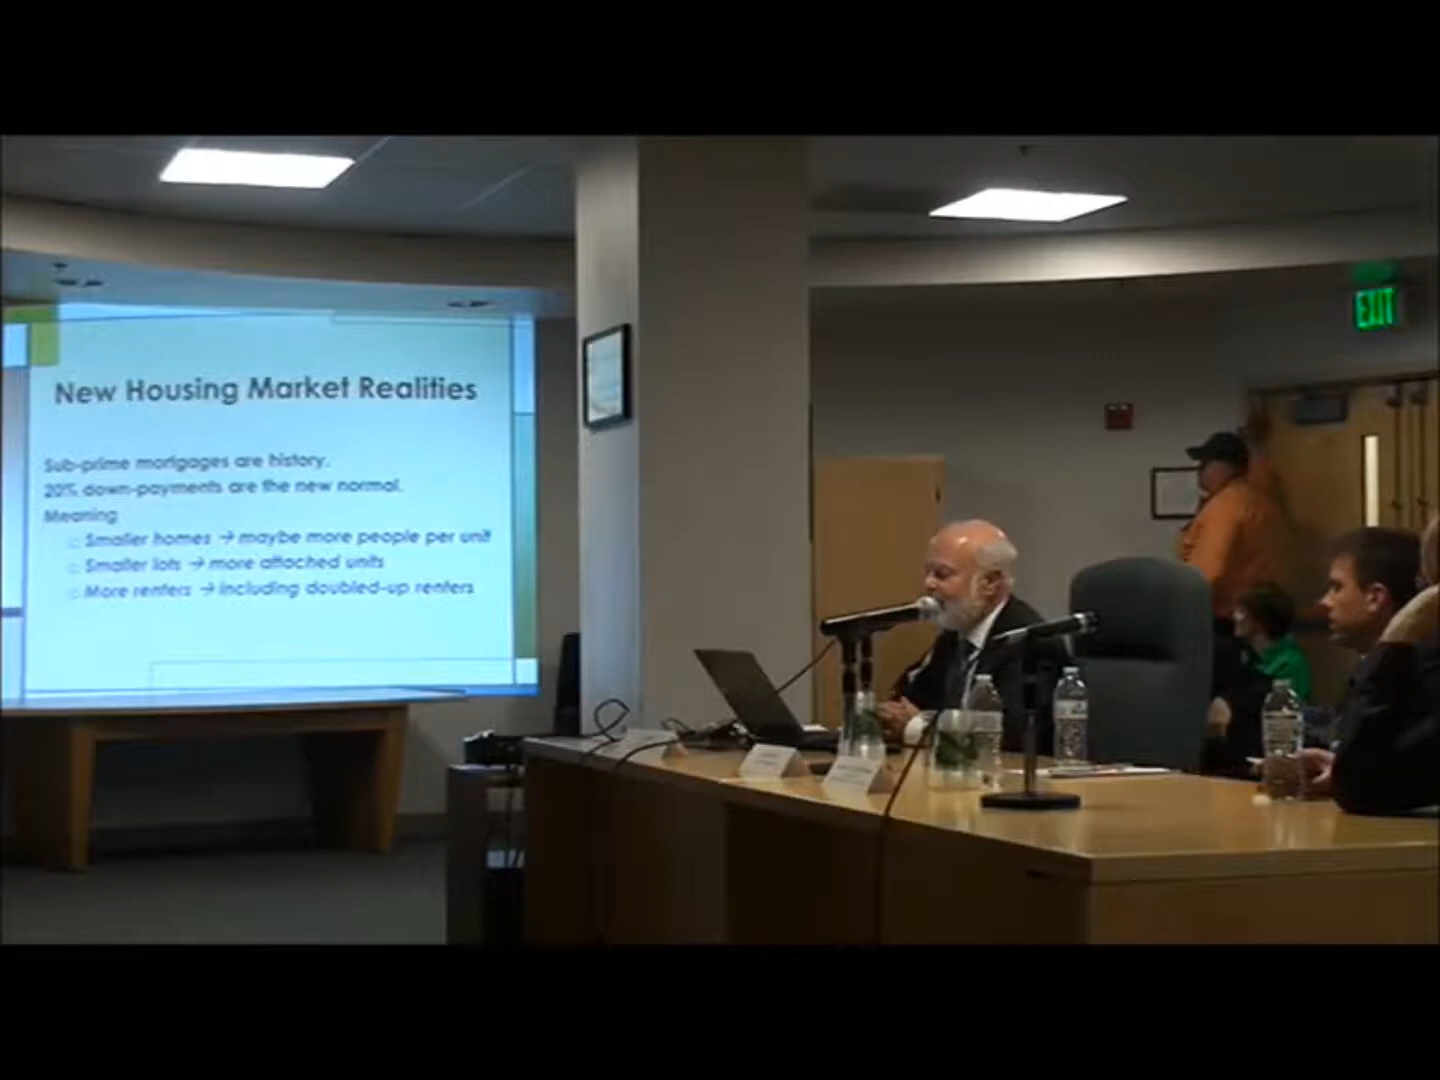 New Housing Market Realities
Sub-prime mortgages are history.
20% down-payments are the new normal.
Meaning
Smaller homes → maybe more people per unit
Smaller lots → more attached units
More renters → including doubled-up renters
EXIT